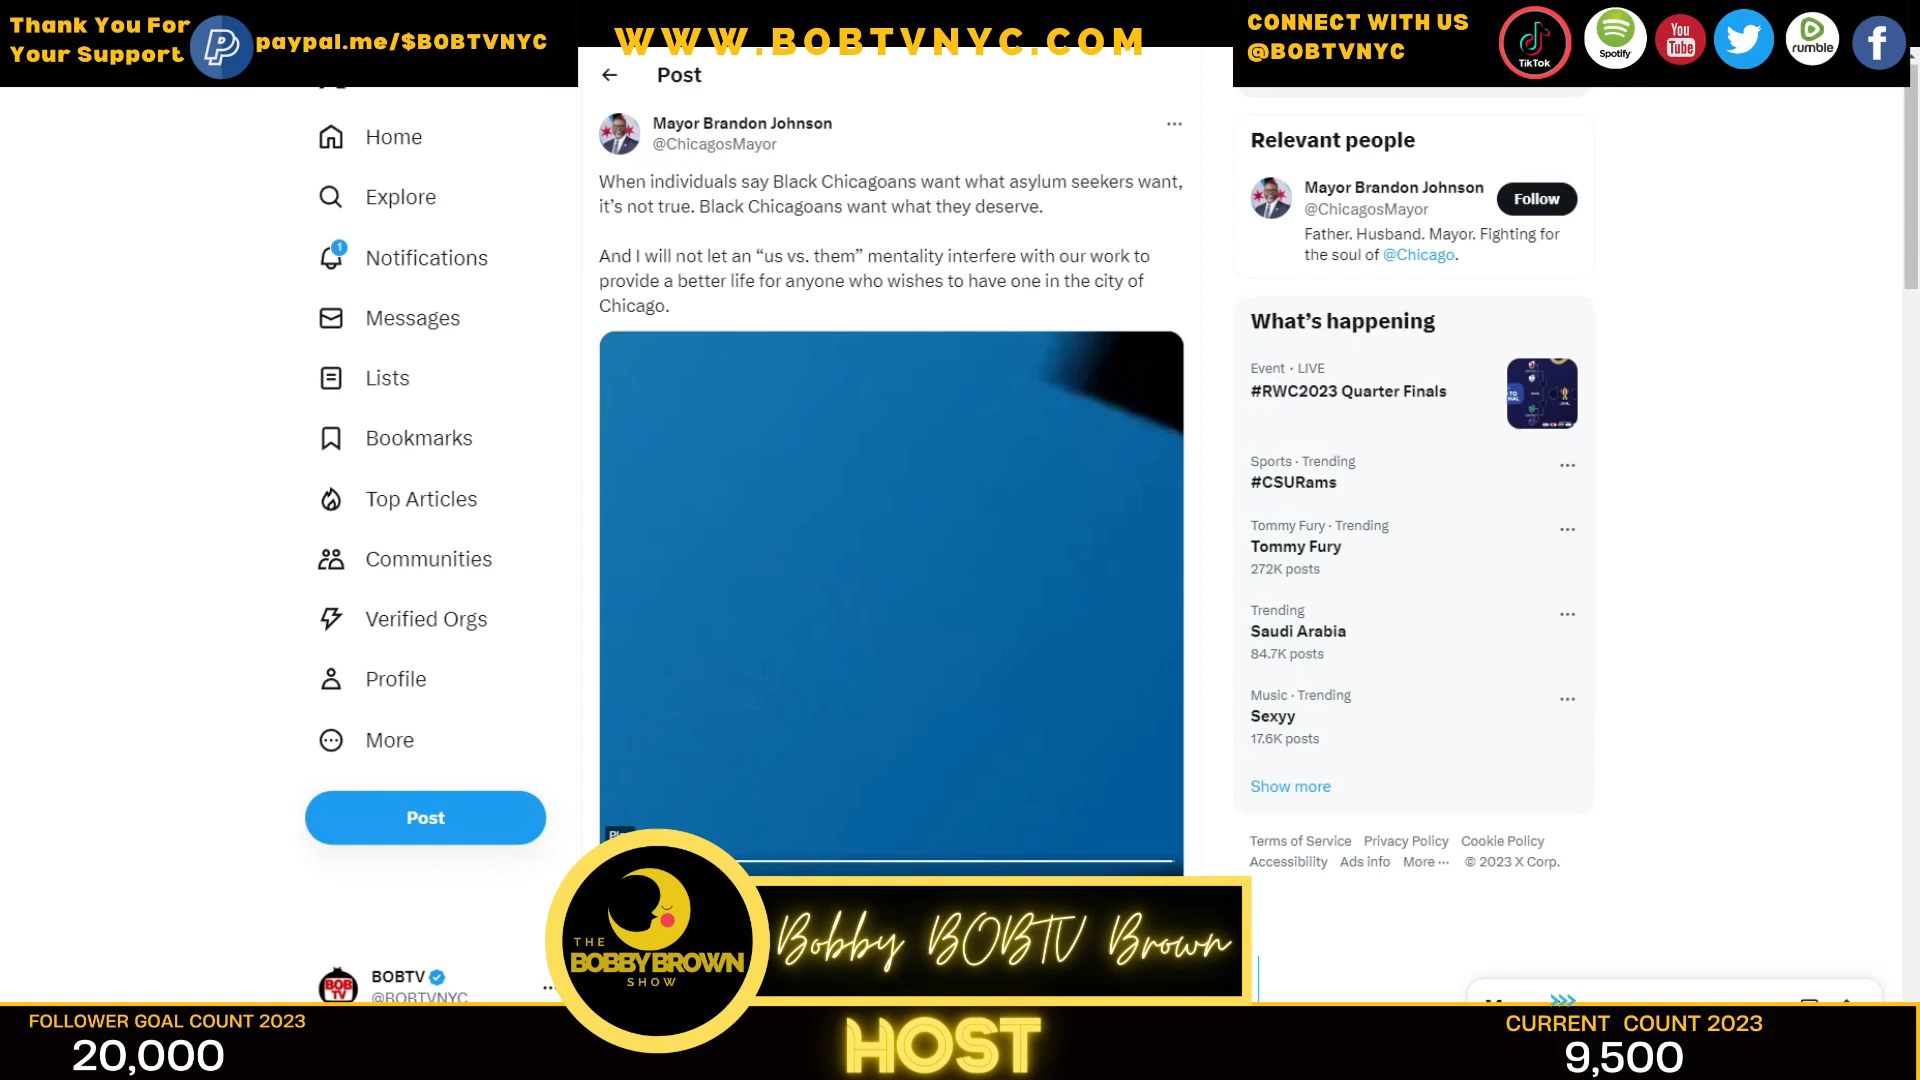 Thank You For
Your Support
paypal.me/$BOBTVNYC
WWW.BOBTVNYC.COM
CONNECT WITH US
@BOBTVNYC
TikTok
Spotify
You
Tube
rumble
Post
Home
Explore
1
Notifications
Messages
Lists
Bookmarks
Top Articles
Communities
Verified Orgs
Profile
More
Post
BOB
TV
BOBTV
@BOBTVNYC
Mayor Brandon Johnson
@ChicagosMayor
When individuals say Black Chicagoans want what asylum seekers want,
it's not true. Black Chicagoans want what they deserve.
And I will not let an “us vs. them” mentality interfere with our work to
provide a better life for anyone who wishes to have one in the city of
Chicago.
Relevant people
Mayor Brandon Johnson
@ChicagosMayor
Follow
Father. Husband. Mayor. Fighting for
the soul of @Chicago.
What's happening
Event · LIVE
#RWC2023 Quarter Finals
Sports · Trending
#CSURams
Tommy Fury · Trending
Tommy Fury
272K posts
Trending
Saudi Arabia
84.7K posts
Music · Trending
Sexyy
17.6K posts
Show more
Terms of Service Privacy Policy Cookie Policy
Accessibility Ads info More ··· © 2023 X Corp.
THE
BOBBY BROWN
SHOW
Bobby BOBTV Brown
HOST
FOLLOWER GOAL COUNT 2023
20,000
CURRENT COUNT 2023
9,500